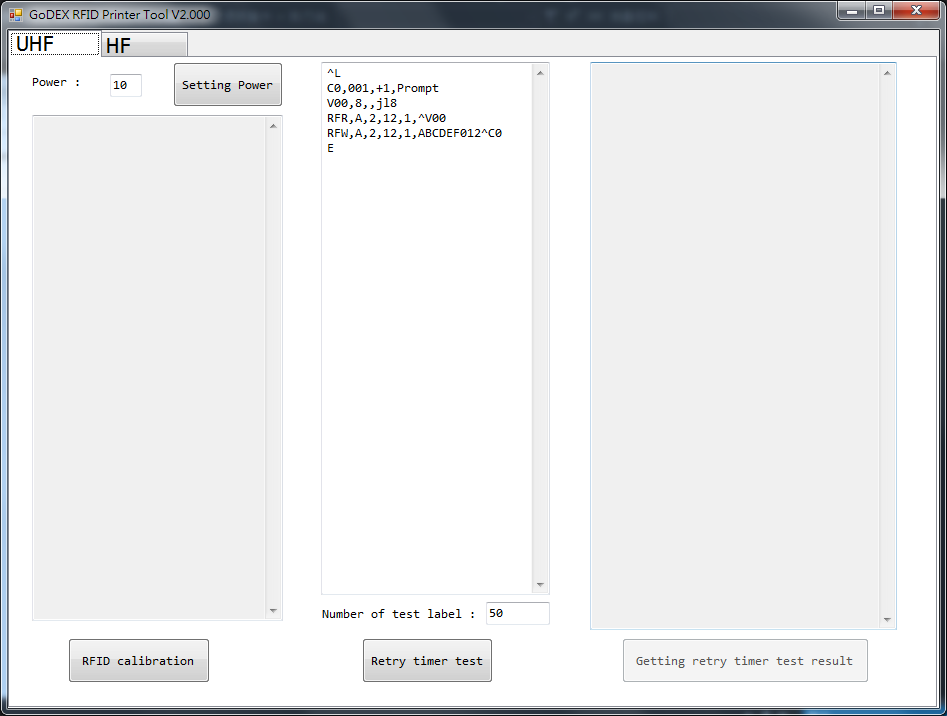 GoDEX RFID Printer Tool V2.000
UHF
HF
Power :
10
Setting Power
^L
C0,001,+1,Prompt
V00,8,,jl8
RFR,A,2,12,1,^V00
RFW,A,2,12,1,ABCDEF012^C0
E
Number of test label :
50
RFID calibration
Retry timer test
Getting retry timer test result